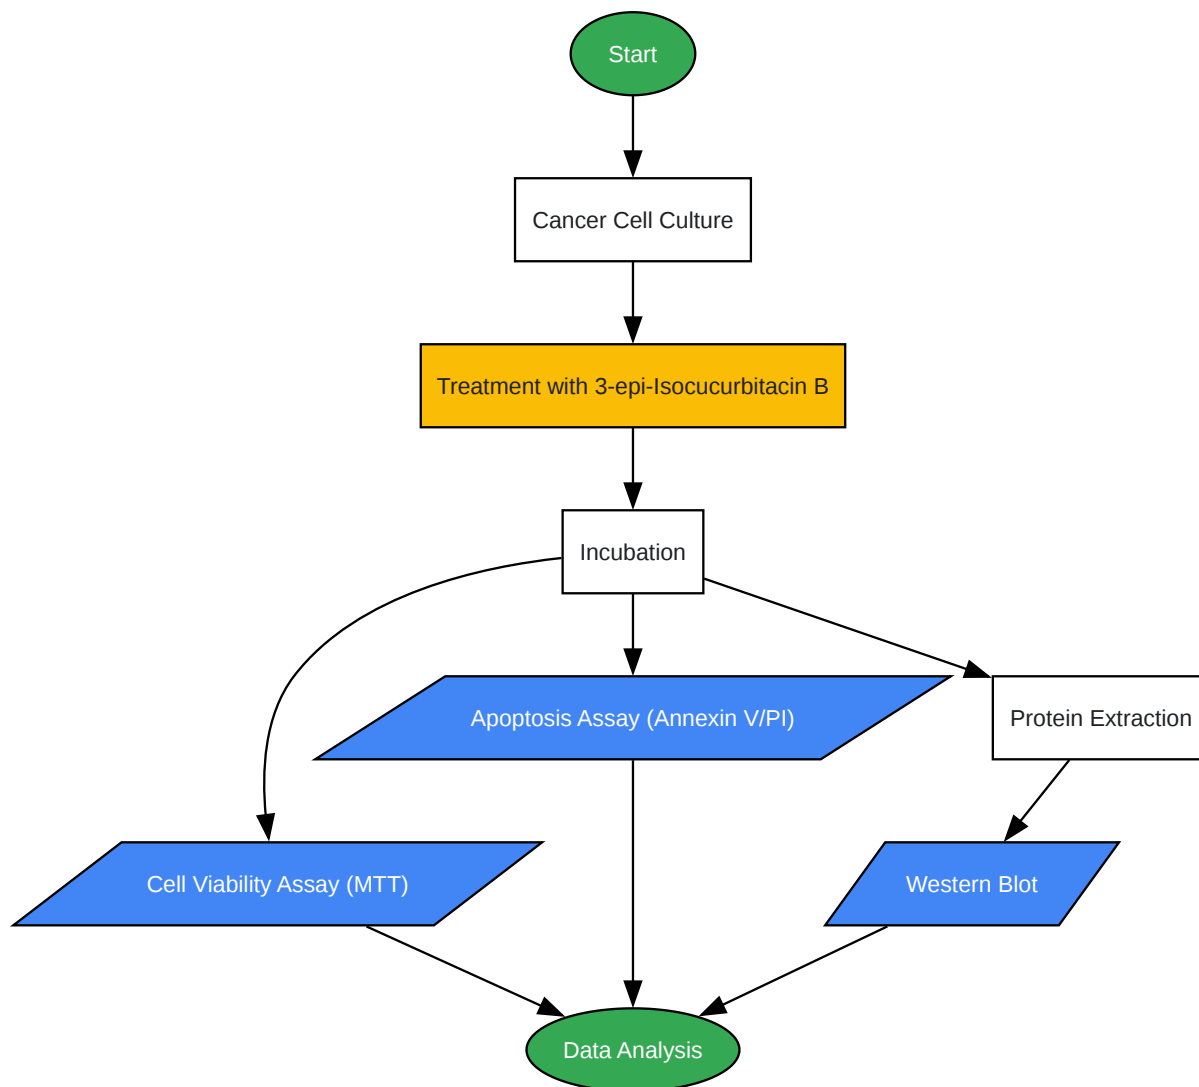 Start
Cancer Cell Culture
Treatment with 3-epi-Isocucurbitacin B
Incubation
Apoptosis Assay (Annexin V/PI)
Protein Extraction
Cell Viability Assay (MTT)
Western Blot
Data Analysis